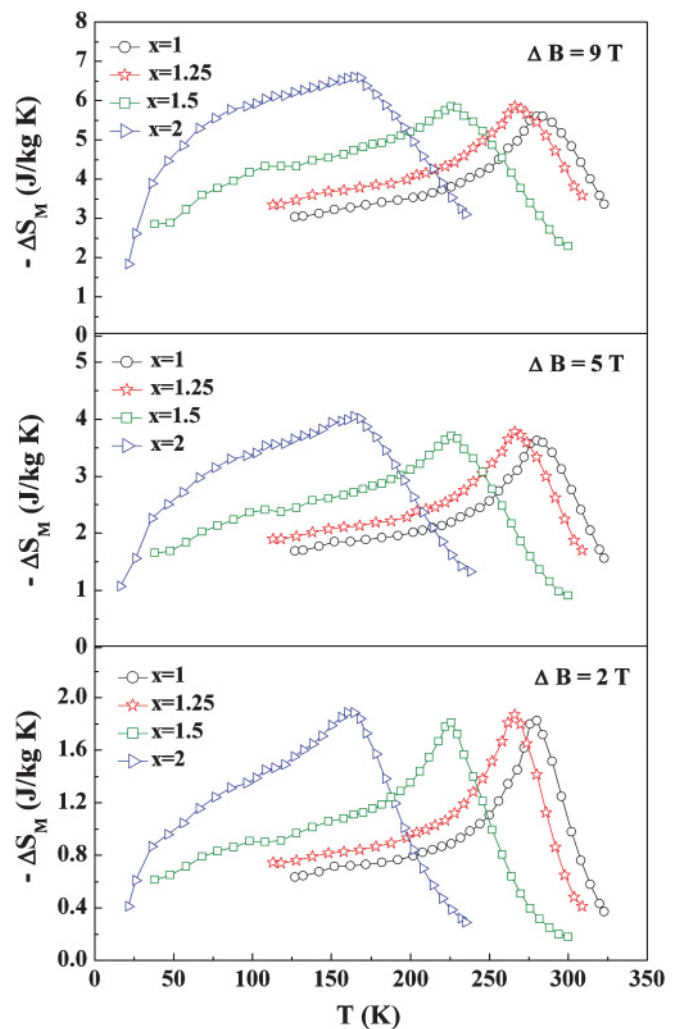 8
7
6
5
4
3
2
1
0
- ΔS_M (J/kg K)
x=1
x=1.25
x=1.5
x=2
Δ B = 9 T
5
4
3
2
1
0
- ΔS_M (J/kg K)
x=1
x=1.25
x=1.5
x=2
Δ B = 5 T
2.0
1.6
1.2
0.8
0.4
0.0
- ΔS_M (J/kg K)
x=1
x=1.25
x=1.5
x=2
Δ B = 2 T
0 50 100 150 200 250 300 350
T (K)